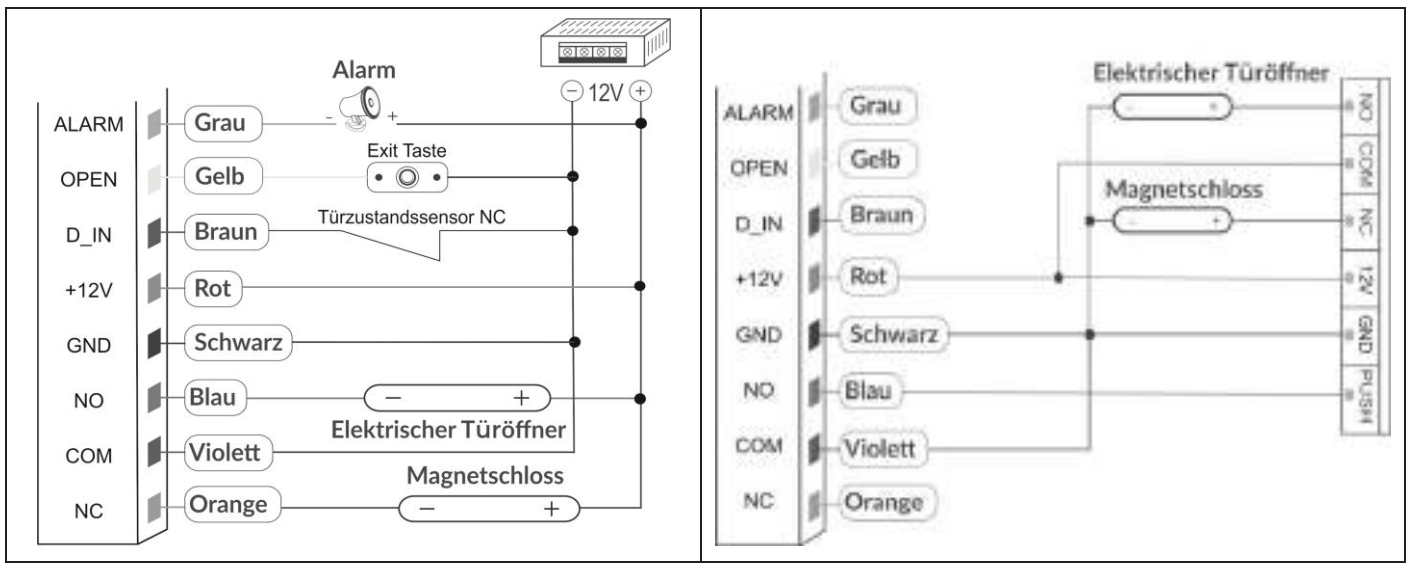 Alarm
− 12V +
ALARM Grau - +
Exit Taste
OPEN Gelb
Türzustandssensor NC
D_IN Braun
+12V Rot
GND Schwarz
NO Blau − +
Elektrischer Türöffner
COM Violett
Magnetschloss
NC Orange − +
Elektrischer Türöffner
ALARM Grau - + NO
OPEN Gelb COM
Magnetschloss
D_IN Braun - + NC
+12V Rot 12V
GND Schwarz GND
NO Blau PUSH
COM Violett
NC Orange